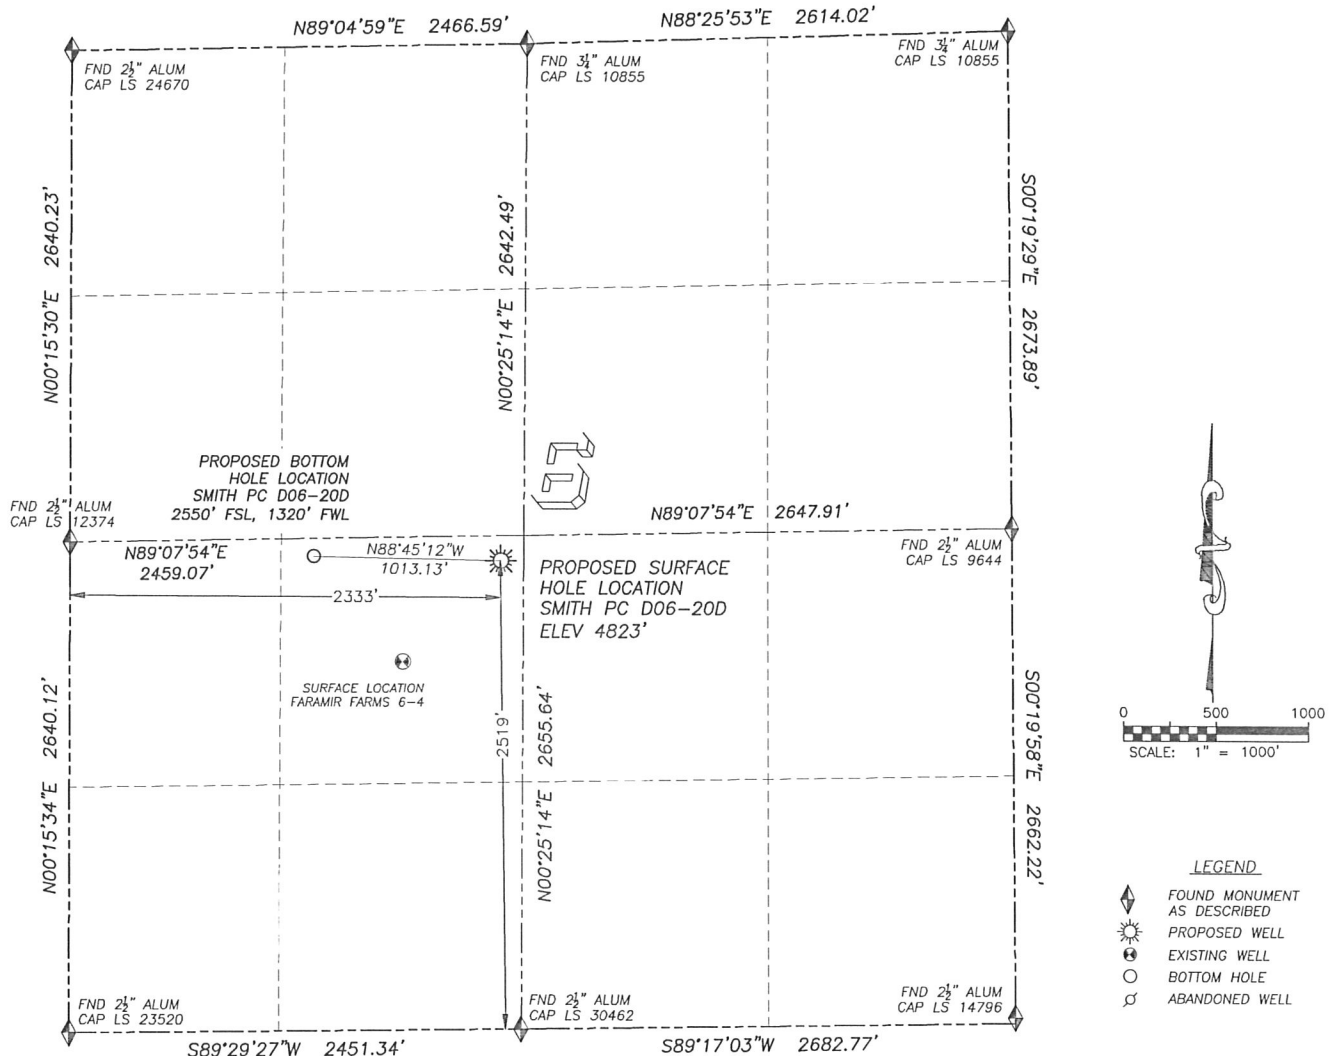 N89°04'59"E 2466.59'
N88°25'53"E 2614.02'
FND 2½" ALUM
CAP LS 24670
FND 3¼" ALUM
CAP LS 10855
FND 3¼" ALUM
CAP LS 10855
N00°15'30"E 2640.23'
N00°25'14"E 2642.49'
S00°19'29"E 2673.89'
PROPOSED BOTTOM
HOLE LOCATION
SMITH PC D06-20D
2550' FSL, 1320' FWL
6
FND 2½" ALUM
CAP LS 12374
N89°07'54"E 2647.91'
N89°07'54"E
2459.07'
N88°45'12"W
1013.13'
FND 2½" ALUM
CAP LS 9644
2333'
PROPOSED SURFACE
HOLE LOCATION
SMITH PC D06-20D
ELEV 4823'
SURFACE LOCATION
FARAMIR FARMS 6-4
2519'
N00°15'34"E 2640.12'
N00°25'14"E 2655.64'
S00°19'58"E 2662.22'
0 500 1000
SCALE: 1" = 1000'
LEGEND
FOUND MONUMENT
AS DESCRIBED
PROPOSED WELL
EXISTING WELL
BOTTOM HOLE
ABANDONED WELL
FND 2½" ALUM
CAP LS 23520
FND 2½" ALUM
CAP LS 30462
FND 2½" ALUM
CAP LS 14796
S89°29'27"W 2451.34'
S89°17'03"W 2682.77'